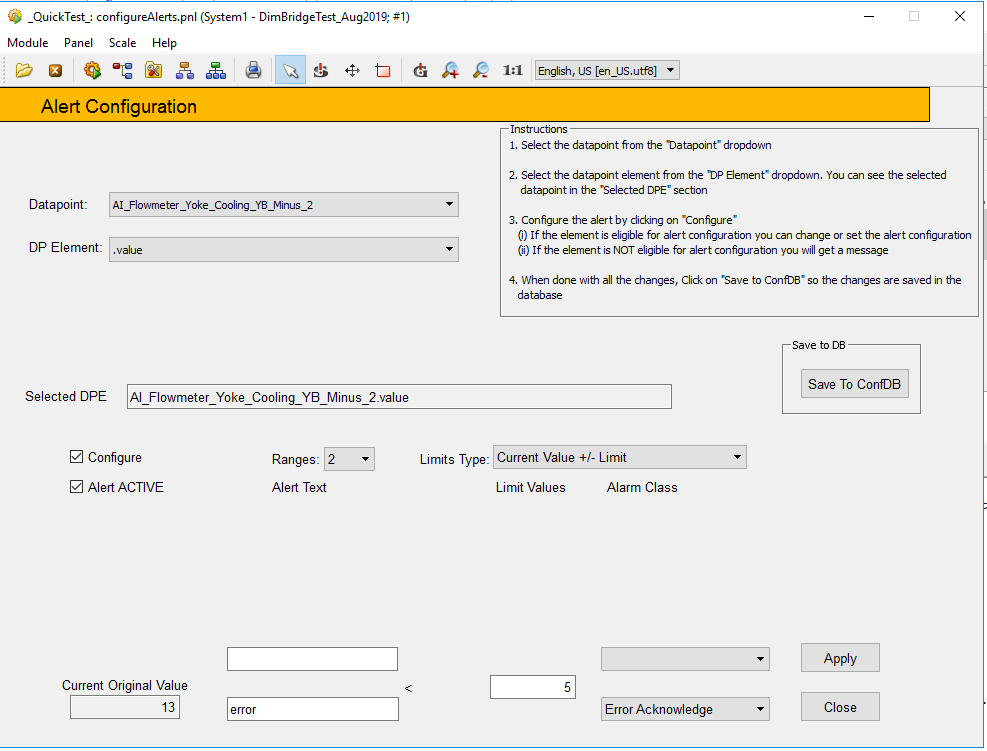 _QuickTest_: configureAlerts.pnl (System1 - DimBridgeTest_Aug2019; #1)
Module Panel Scale Help
1:1 English, US [en_US.utf8]
Alert Configuration
Instructions
1. Select the datapoint from the "Datapoint" dropdown
2. Select the datapoint element from the "DP Element" dropdown. You can see the selected
datapoint in the "Selected DPE" section
3. Configure the alert by clicking on "Configure"
(i) If the element is eligible for alert configuration you can change or set the alert configuration
(ii) If the element is NOT eligible for alert configuration you will get a message
4. When done with all the changes, Click on "Save to ConfDB" so the changes are saved in the
database
Datapoint: AI_Flowmeter_Yoke_Cooling_YB_Minus_2
DP Element: .value
Save to DB
Save To ConfDB
Selected DPE AI_Flowmeter_Yoke_Cooling_YB_Minus_2.value
Configure Ranges: 2 Limits Type: Current Value +/- Limit
Alert ACTIVE Alert Text Limit Values Alarm Class
Apply
Current Original Value < 5
13 error Error Acknowledge Close